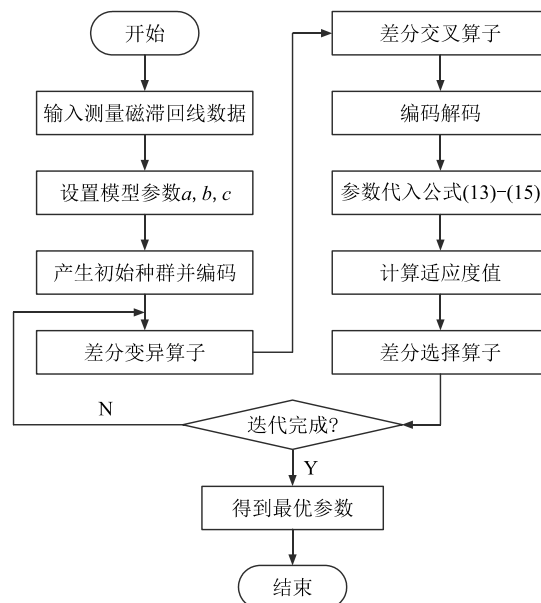 开始
输入测量磁滞回线数据
设置模型参数a, b, c
产生初始种群并编码
差分变异算子
差分交叉算子
编码解码
参数代入公式(13)-(15)
计算适应度值
差分选择算子
N
迭代完成?
Y
得到最优参数
结束